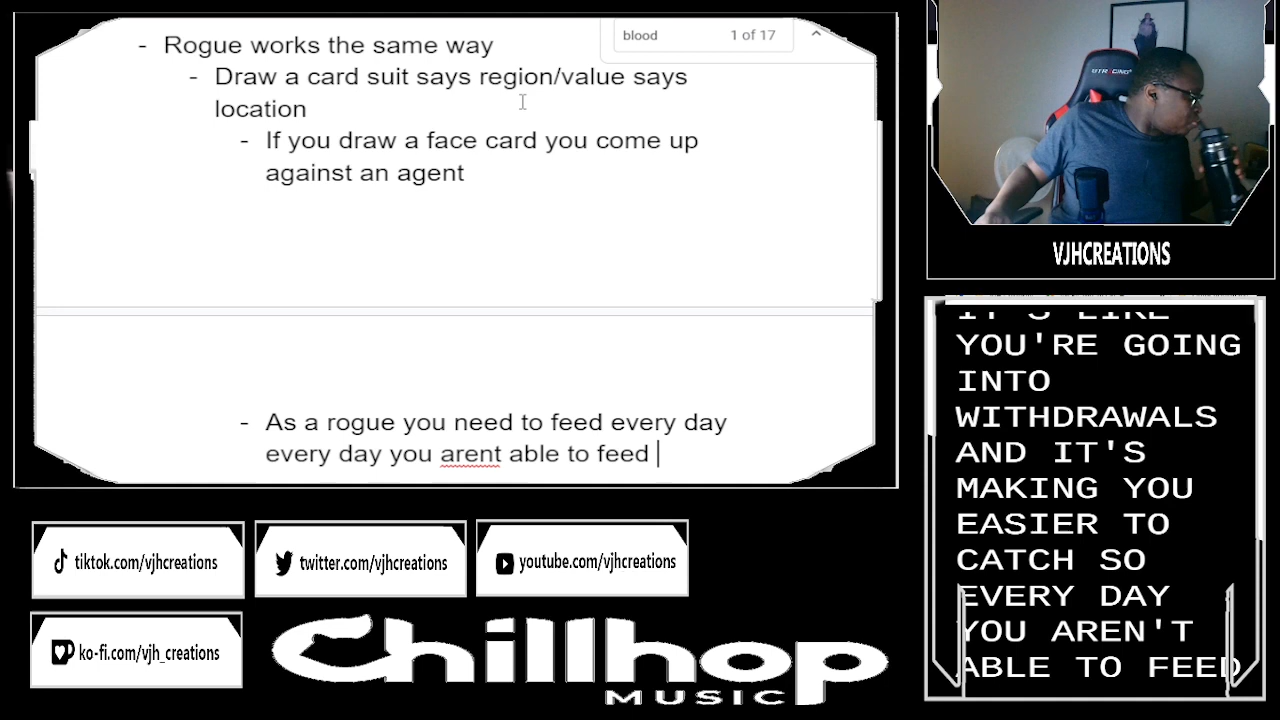 - Rogue works the same way
- Draw a card suit says region/value says
location
- If you draw a face card you come up
against an agent
- As a rogue you need to feed every day
every day you arent able to feed
blood 1 of 17
VJHCREATIONS
IT'S LIKE
YOU'RE GOING
INTO
WITHDRAWALS
AND IT'S
MAKING YOU
EASIER TO
CATCH SO
EVERY DAY
YOU AREN'T
ABLE TO FEED
tiktok.com/vjhcreations
twitter.com/vjhcreations
youtube.com/vjhcreations
ko-fi.com/vjh_creations
Chillhop
MUSIC